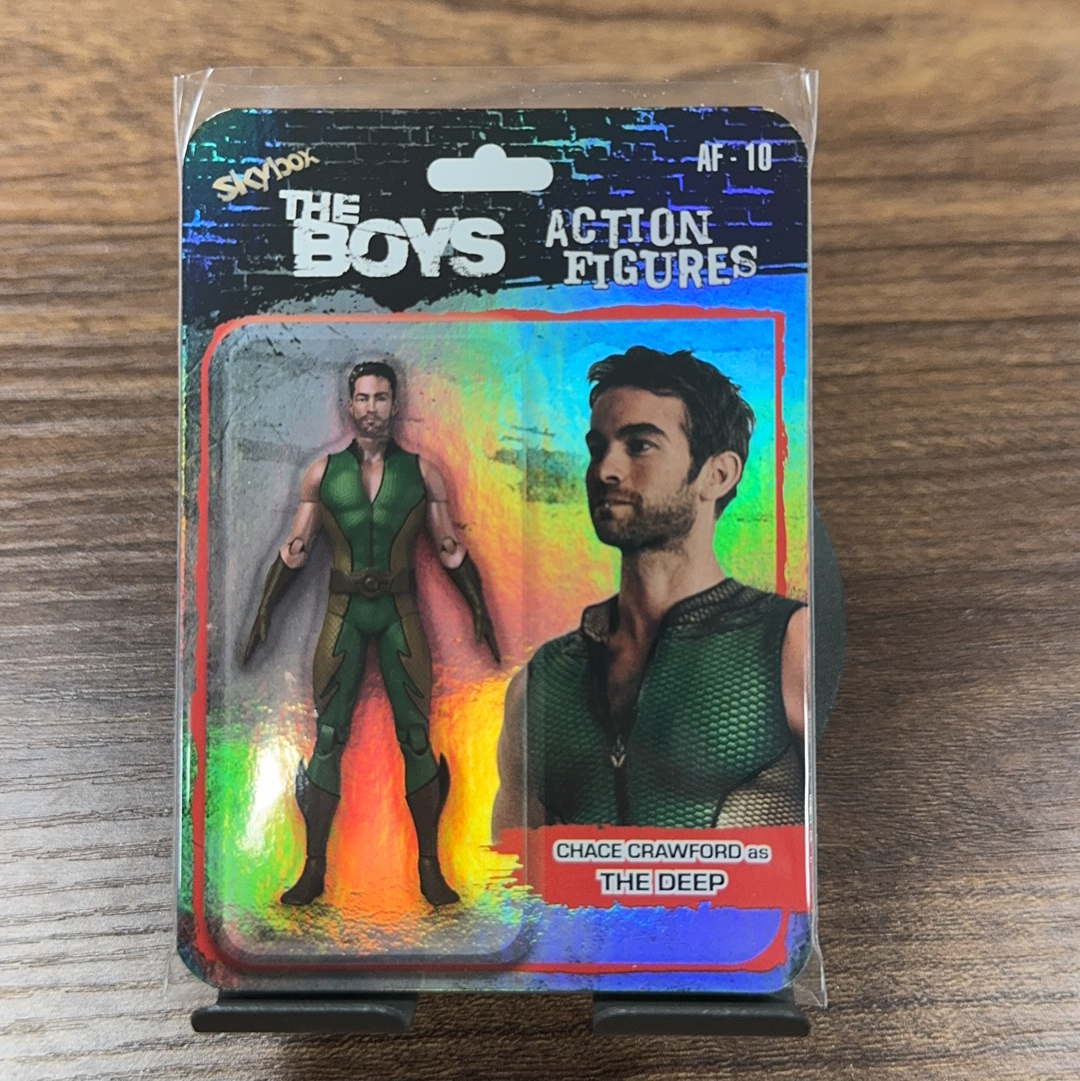 SKYbox
AF - 10
THE
BOYS
ACTION
FIGURES
CHACE CRAWFORD as
THE DEEP